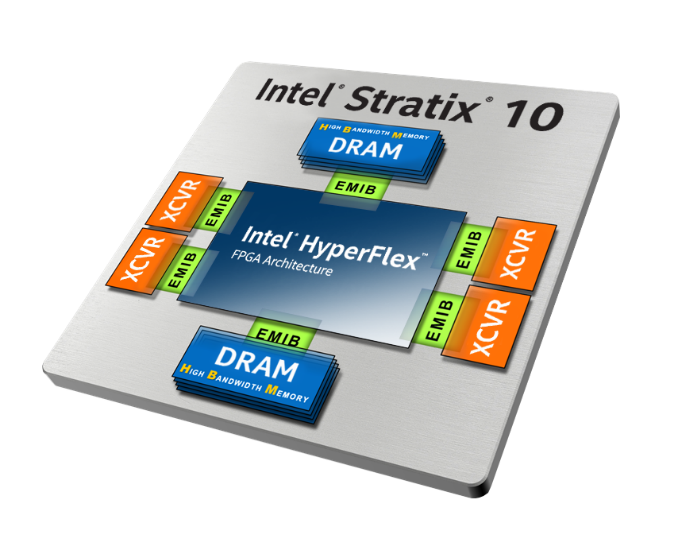 Intel® Stratix® 10
HIGH BANDWIDTH MEMORY
DRAM
EMIB
XCVR
EMIB
XCVR
EMIB
Intel® HyperFlex™
FPGA Architecture
EMIB
XCVR
EMIB
XCVR
EMIB
DRAM
HIGH BANDWIDTH MEMORY